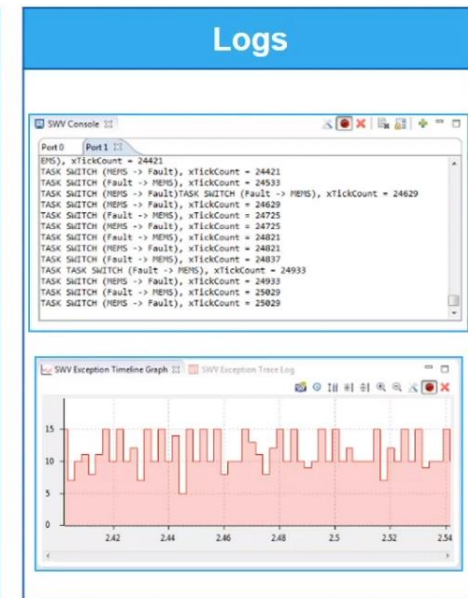 Logs
SWV Console
Port 0 Port 1
EMS), xTickCount = 24421
TASK SWITCH (MEMS -> Fault), xTickCount = 24421
TASK SWITCH (Fault -> MEMS), xTickCount = 24533
TASK SWITCH (MEMS -> Fault)TASK SWITCH (Fault -> MEMS), xTickCount = 24629
TASK SWITCH (MEMS -> Fault), xTickCount = 24629
TASK SWITCH (Fault -> MEMS), xTickCount = 24725
TASK SWITCH (MEMS -> Fault), xTickCount = 24725
TASK SWITCH (Fault -> MEMS), xTickCount = 24821
TASK SWITCH (MEMS -> Fault), xTickCount = 24821
TASK SWITCH (Fault -> MEMS), xTickCount = 24837
TASK TASK SWITCH (Fault -> MEMS), xTickCount = 24933
TASK SWITCH (MEMS -> Fault), xTickCount = 24933
TASK SWITCH (Fault -> MEMS), xTickCount = 25029
TASK SWITCH (MEMS -> Fault), xTickCount = 25029
SWV Exception Timeline Graph SWV Exception Trace Log
15
10
5
0
2.42 2.44 2.46 2.48 2.5 2.52 2.54